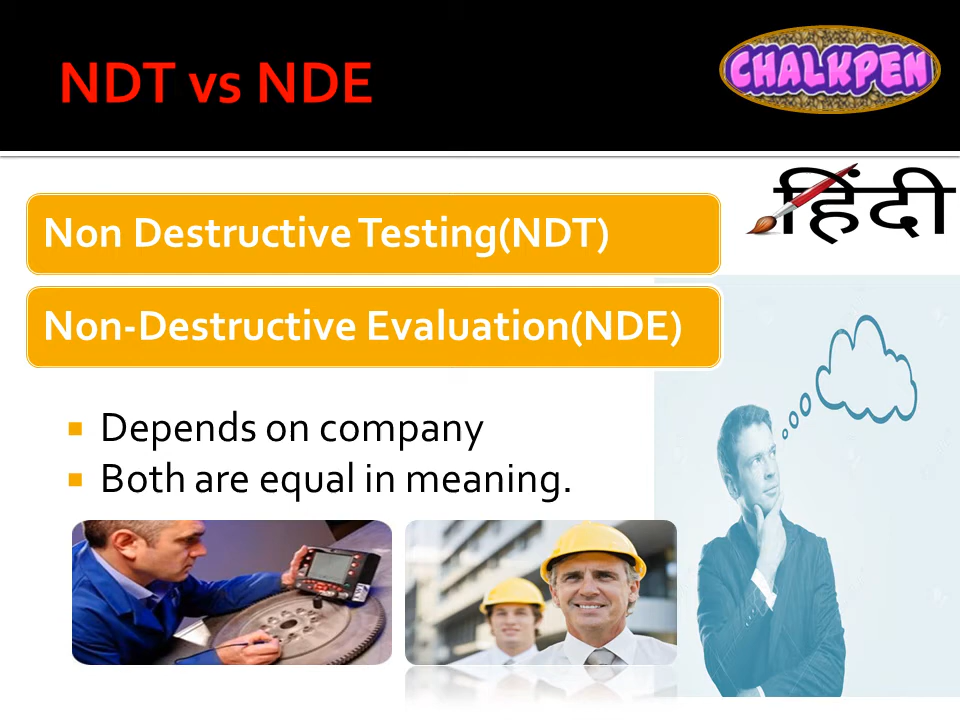 NDT vs NDE
CHALKPEN
हिंदी
Non Destructive Testing(NDT)
Non-Destructive Evaluation(NDE)
Depends on company
Both are equal in meaning.